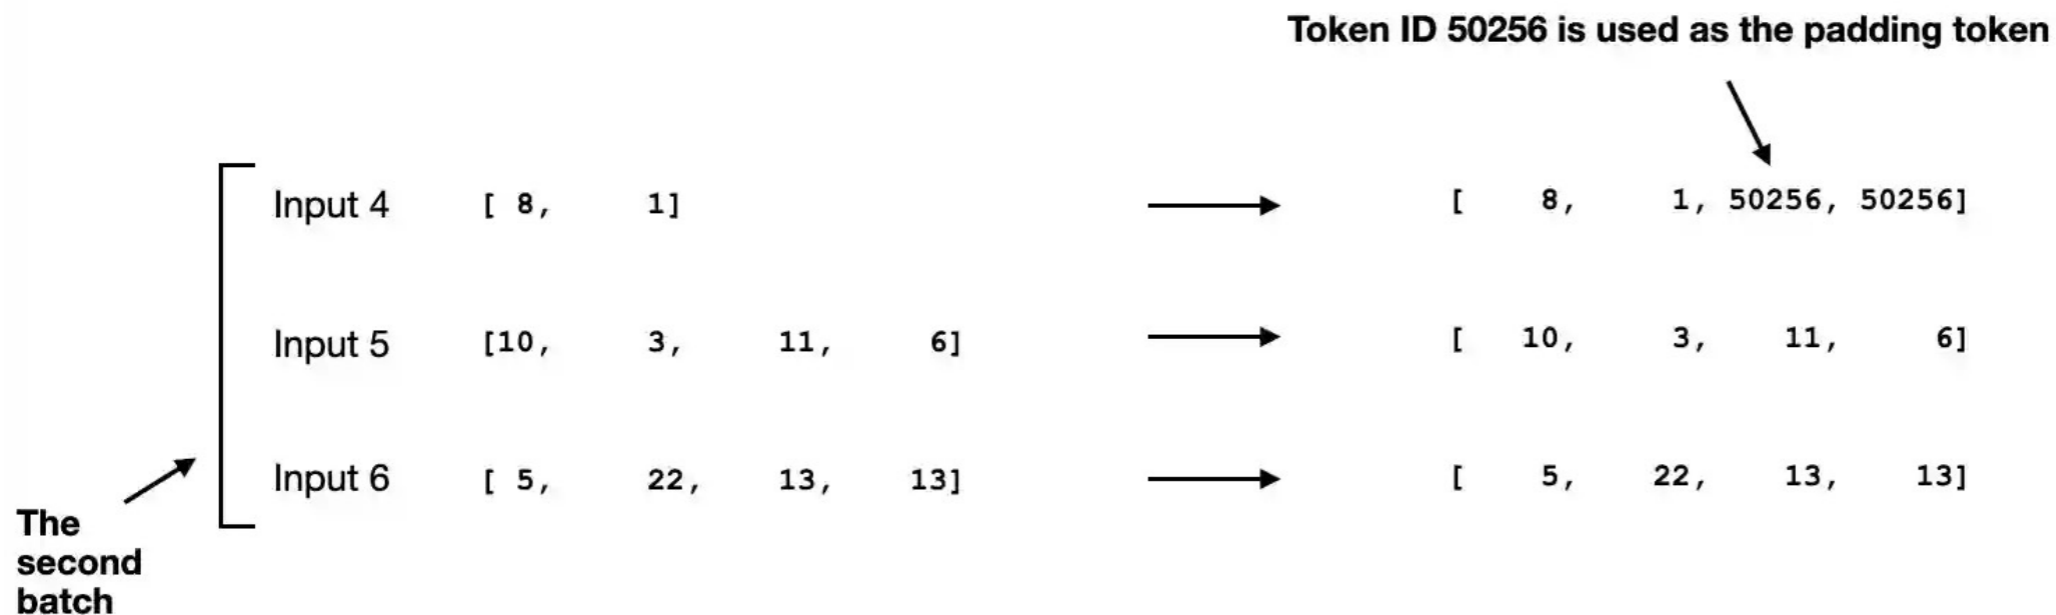 Token ID 50256 is used as the padding token
Input 4 [ 8, 1] [ 8, 1, 50256, 50256]
Input 5 [10, 3, 11, 6] [ 10, 3, 11, 6]
Input 6 [ 5, 22, 13, 13] [ 5, 22, 13, 13]
The
second
batch